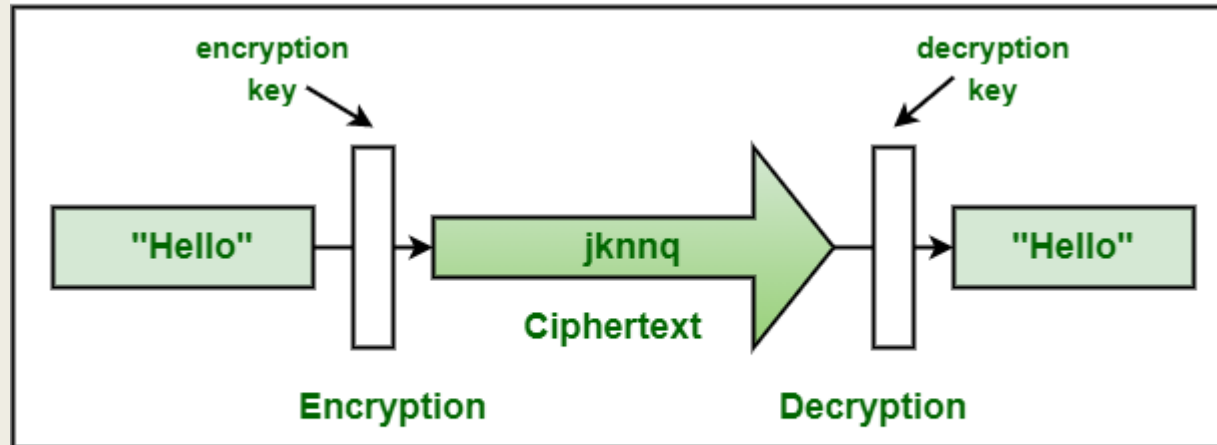 encryption
key
decryption
key
"Hello"
jknnq
"Hello"
Ciphertext
Encryption
Decryption